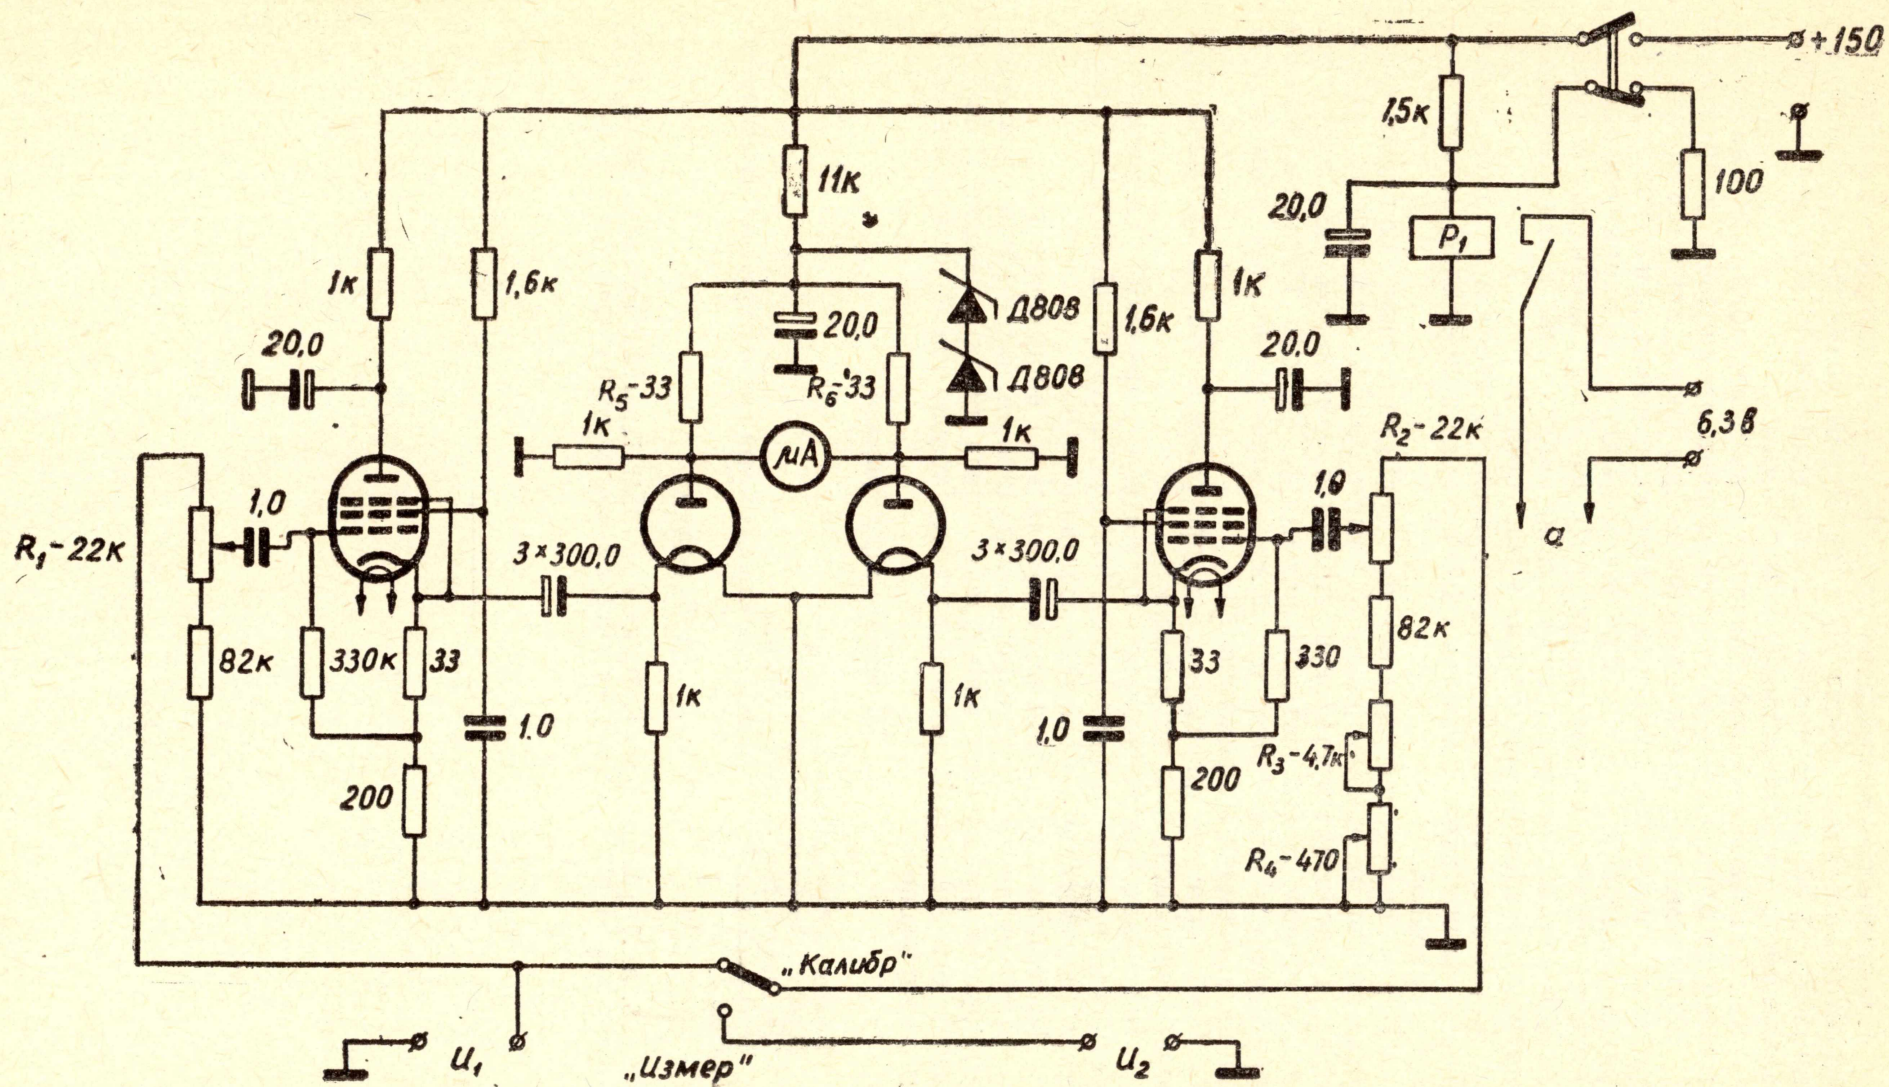 +150
1,5к
11к
100
20,0
P₁
1к
1,6к
Д808
20,0
1,6к
1к
20,0
R₅-33
R₆-33
Д808
20,0
1к
1к
R₂-22к
6,3в
1,0
1,0
R₁-22к
3×300,0
μA
3×300,0
а
82к
330к
33
1к
1к
33
330
82к
1,0
1,0
R₃-4,7к
200
200
R₄-470
„Калибр"
U₁
„Измер"
U₂